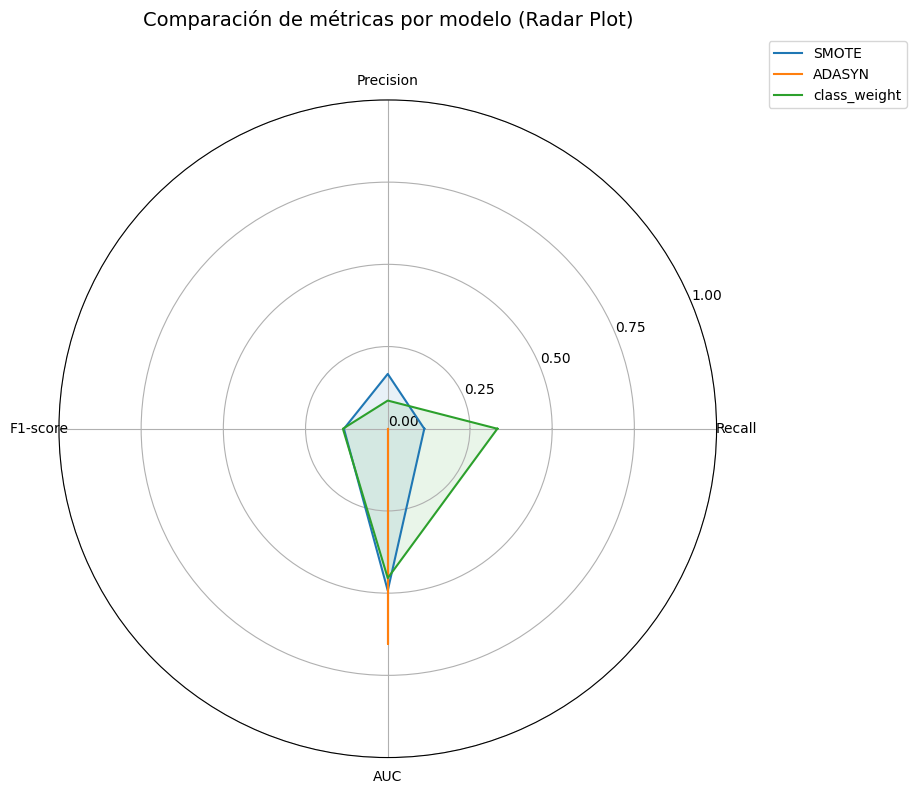 Comparación de métricas por modelo (Radar Plot)
SMOTE
ADASYN
class_weight
Precision
1.00
0.75
0.50
0.25
0.00
F1-score
Recall
AUC